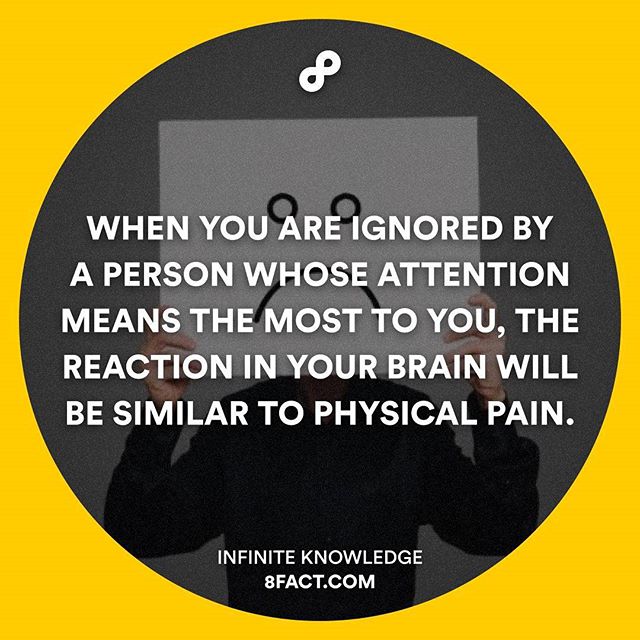 WHEN YOU ARE IGNORED BY
A PERSON WHOSE ATTENTION
MEANS THE MOST TO YOU, THE
REACTION IN YOUR BRAIN WILL
BE SIMILAR TO PHYSICAL PAIN.
INFINITE KNOWLEDGE
8FACT.COM